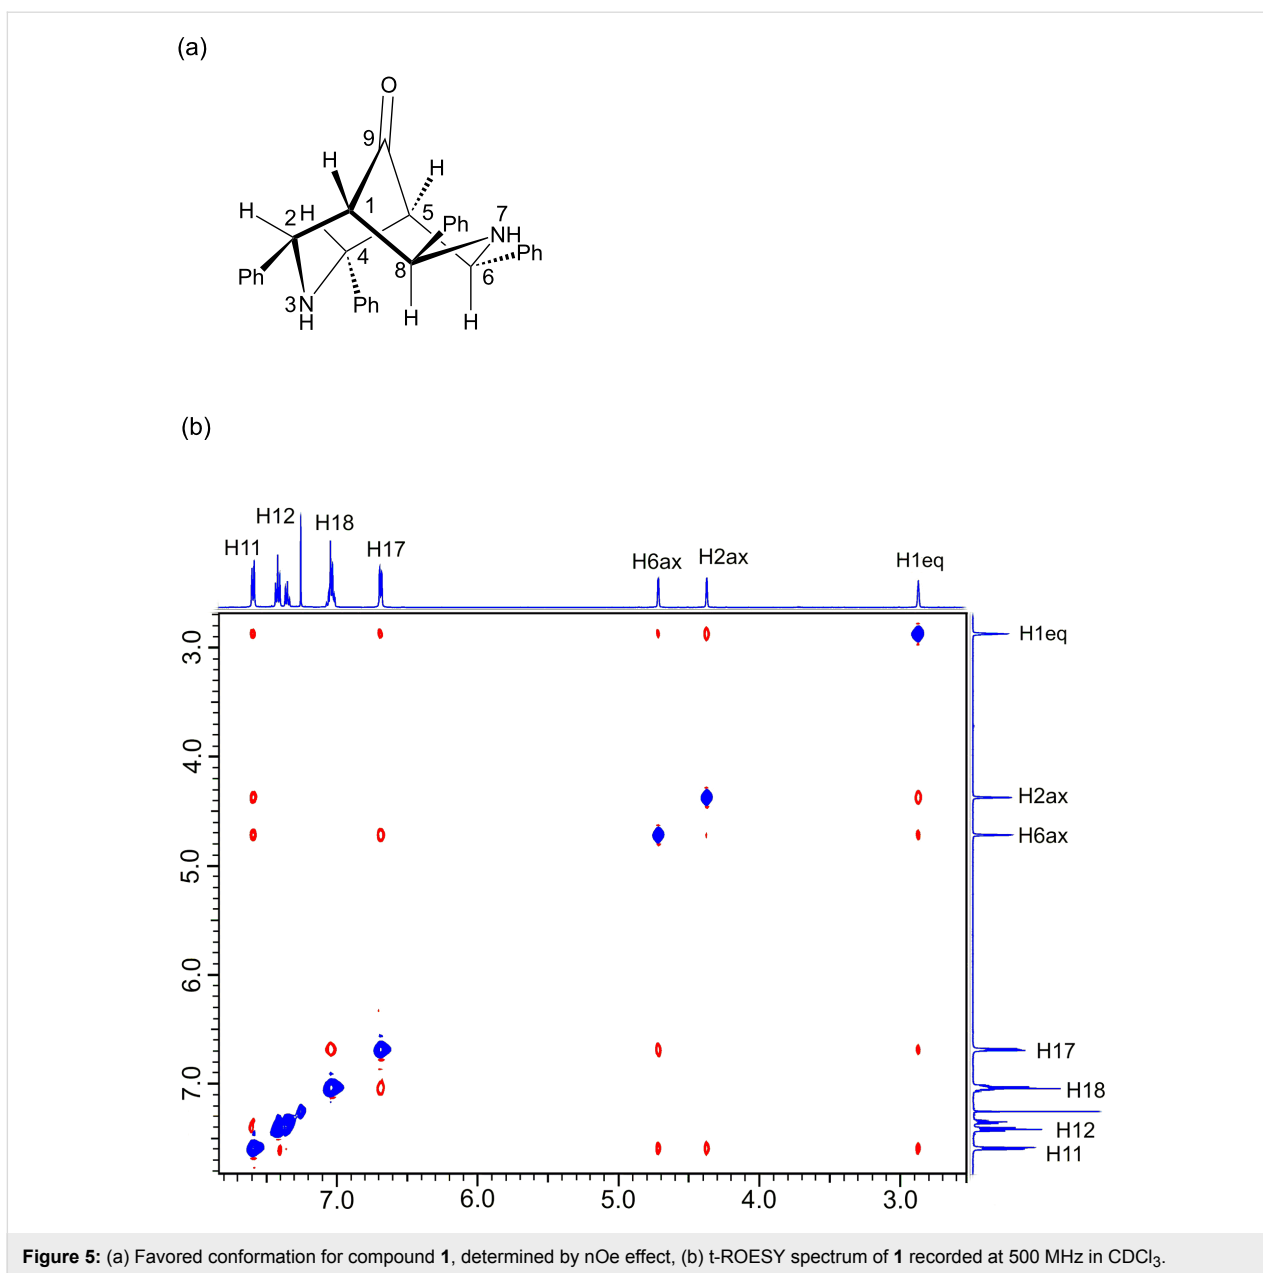 (a)
O
9
H
H
H
2
H
1
5
Ph
7
NH
Ph
Ph
4
8
6
3
N
H
Ph
H
H
(b)
H12
H18
H11
H17
H6ax
H2ax
H1eq
3.0
H1eq
4.0
H2ax
H6ax
5.0
6.0
7.0
H17
H18
H12
H11
7.0 6.0 5.0 4.0 3.0
Figure 5: (a) Favored conformation for compound 1, determined by nOe effect, (b) t-ROESY spectrum of 1 recorded at 500 MHz in CDCl₃.